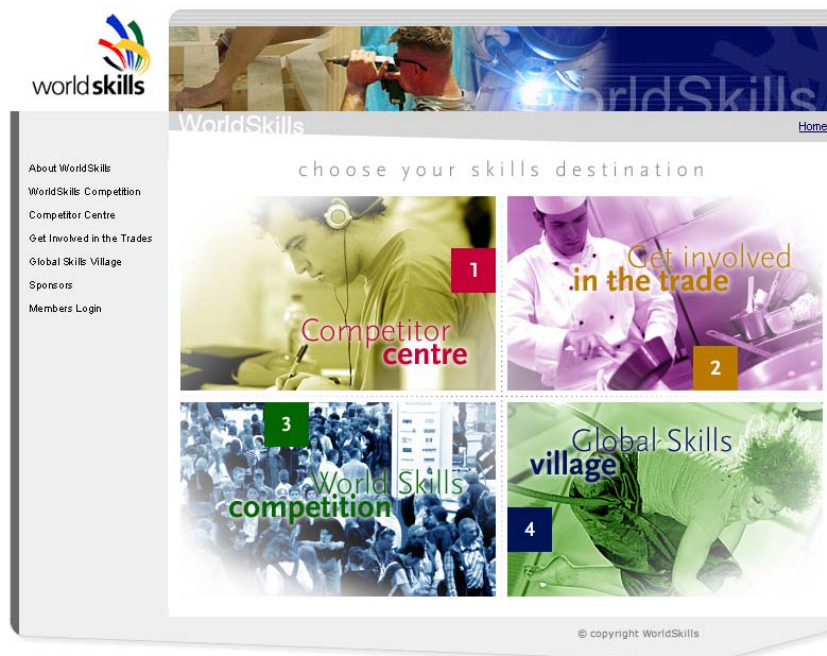 worldskills
WorldSkills
WorldSkills
Home
About WorldSkills
WorldSkills Competition
Competitor Centre
Get Involved in the Trades
Global Skills Village
Sponsors
Members Login
choose your skills destination
1
Competitor
centre
Get involved
in the trade
2
3
World Skills
competition
Global Skills
village
4
© copyright WorldSkills